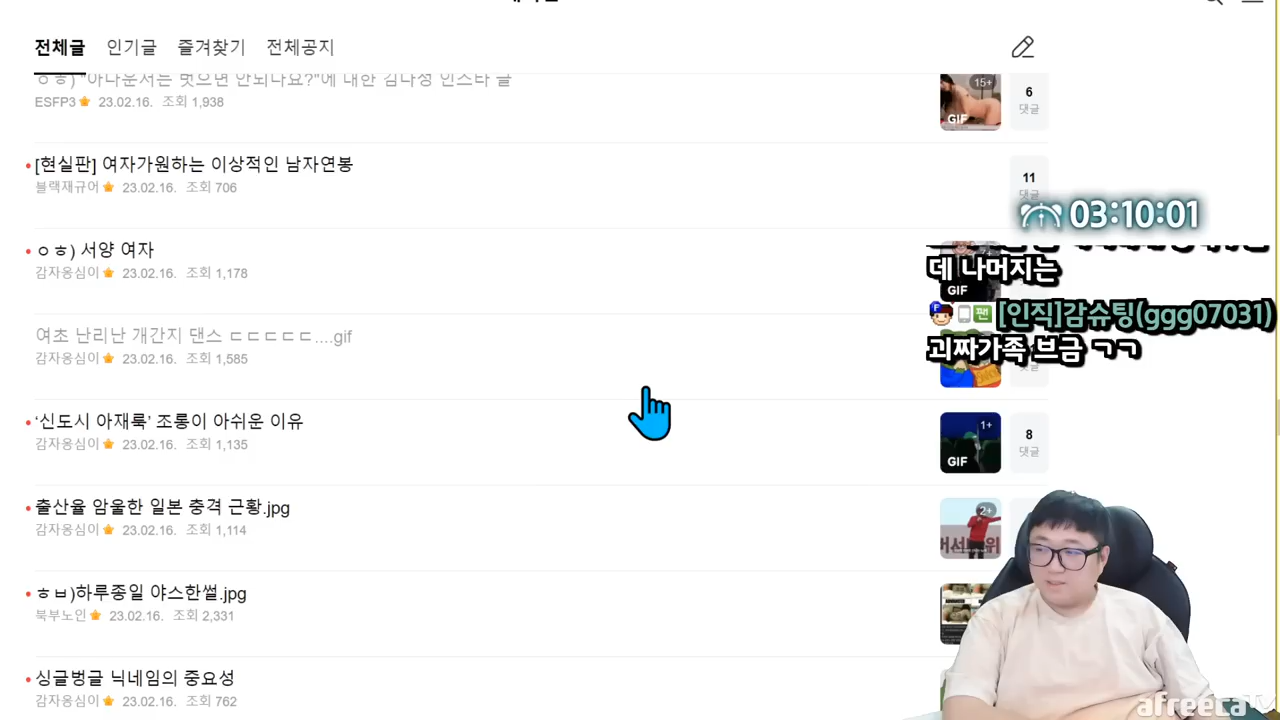 전체글 인기글 즐겨찾기 전체공지
ㅇㅎ) "아나운서는 벗으면 안되나요?"에 대한 김나정 인스타 글
ESFP3 23.02.16. 조회 1,938
15+
GIF
6
댓글
[현실판] 여자가원하는 이상적인 남자연봉
블랙재규어 23.02.16. 조회 706
11
댓글
03:10:01
ㅇㅎ) 서양 여자
감자옹심이 23.02.16. 조회 1,178
GIF
데 나머지는
[인직]감슈팅(ggg07031)
괴짜가족 브금 ㄱㄱ
여초 난리난 개간지 댄스 ㄷㄷㄷㄷㄷ....gif
감자옹심이 23.02.16. 조회 1,585
‘신도시 아재룩’ 조롱이 아쉬운 이유
감자옹심이 23.02.16. 조회 1,135
1+
GIF
8
댓글
출산율 암울한 일본 충격 근황.jpg
감자옹심이 23.02.16. 조회 1,114
2+
ㅎㅂ)하루종일 야스한썰.jpg
북부노인 23.02.16. 조회 2,331
싱글벙글 닉네임의 중요성
감자옹심이 23.02.16. 조회 762
afreecaTV